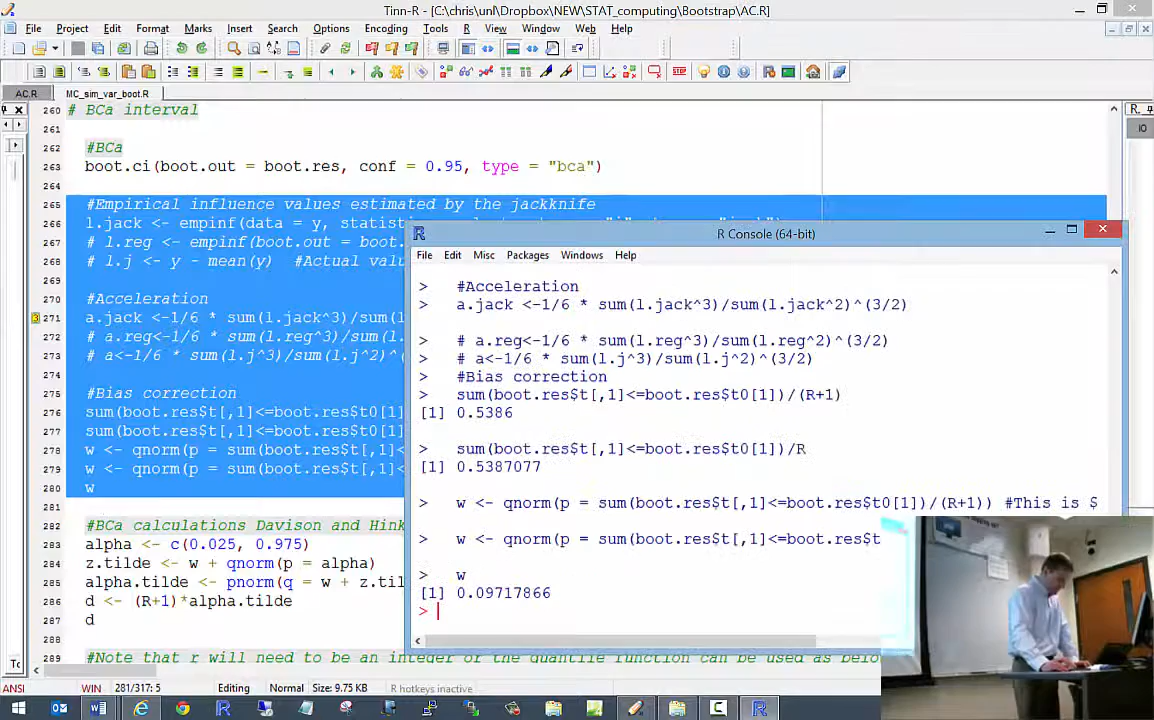 Tinn-R - [C:\chris\unl\Dropbox\NEW\STAT_computing\Bootstrap\AC.R]
File Project Edit Format Marks Insert Search Options Encoding Tools R View Window Web Help
AC.R MC_sim_var_boot.R
260 # BCa interval
261
262 #BCa
263 boot.ci(boot.out = boot.res, conf = 0.95, type = "bca")
264
265 #Empirical influence values estimated by the jackknife
266 l.jack <- empinf(data = y,
267 # l.reg <- empinf(boot.out = boot.
268 # l.j <- y - mean(y) #Actual valu
269
270 #Acceleration
271 a.jack <-1/6 * sum(l.jack^3)/sum(l
272 # a.reg<-1/6 * sum(l.reg^3)/sum(l.
273 # a<-1/6 * sum(l.j^3)/sum(l.j^2)^(
274
275 #Bias correction
276 sum(boot.res$t[,1]<=boot.res$t0[1]
277 sum(boot.res$t[,1]<=boot.res$t0[1]
278 w <- qnorm(p = sum(boot.res$t[,1]<
279 w <- qnorm(p = sum(boot.res$t[,1]<
280 w
281
282 #BCa calculations Davison and Hink
283 alpha <- c(0.025, 0.975)
284 z.tilde <- w + qnorm(p = alpha)
285 alpha.tilde <- pnorm(q = w + z.til
286 d <- (R+1)*alpha.tilde
287 d
288
289 #Note that r will need to be an integer or the quantile function can be used as belo
R Console (64-bit)
File Edit Misc Packages Windows Help
> #Acceleration
> a.jack <-1/6 * sum(l.jack^3)/sum(l.jack^2)^(3/2)
> # a.reg<-1/6 * sum(l.reg^3)/sum(l.reg^2)^(3/2)
> # a<-1/6 * sum(l.j^3)/sum(l.j^2)^(3/2)
> #Bias correction
> sum(boot.res$t[,1]<=boot.res$t0[1])/(R+1)
[1] 0.5386
> sum(boot.res$t[,1]<=boot.res$t0[1])/R
[1] 0.5387077
> w <- qnorm(p = sum(boot.res$t[,1]<=boot.res$t0[1])/(R+1)) #This is $
> w <- qnorm(p = sum(boot.res$t[,1]<=boot.res$t
> w
[1] 0.09717866
>
ANSI WIN 281/317: 5 Editing Normal Size: 9.75 KB R hotkeys inactive